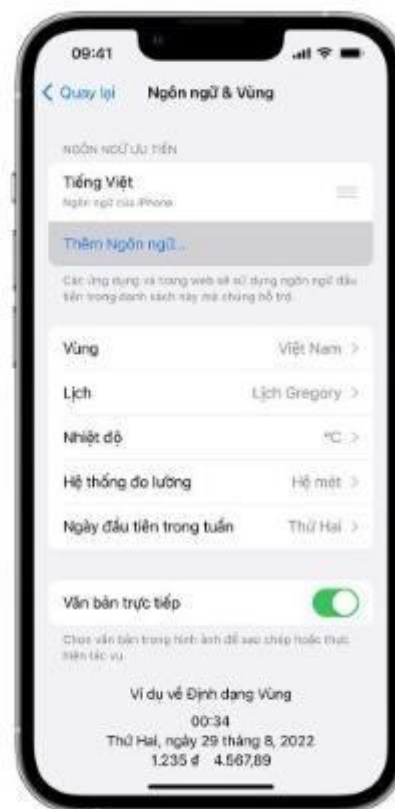 09:41
Quay lại Ngôn ngữ & Vùng
NGÔN NGỮ ƯU TIÊN
Tiếng Việt
Ngôn ngữ của iPhone
Thêm Ngôn ngữ...
Các ứng dụng và trang web sẽ sử dụng ngôn ngữ đầu
tiên trong danh sách này mà chúng hỗ trợ.
Vùng Việt Nam
Lịch Lịch Gregory
Nhiệt độ °C
Hệ thống đo lường Hệ mét
Ngày đầu tiên trong tuần Thứ Hai
Văn bản trực tiếp
Chọn văn bản trong hình ảnh để sao chép hoặc thực
hiện tác vụ.
Ví dụ về Định dạng Vùng
00:34
Thứ Hai, ngày 29 tháng 8, 2022
1.235 ₫ 4.567,89